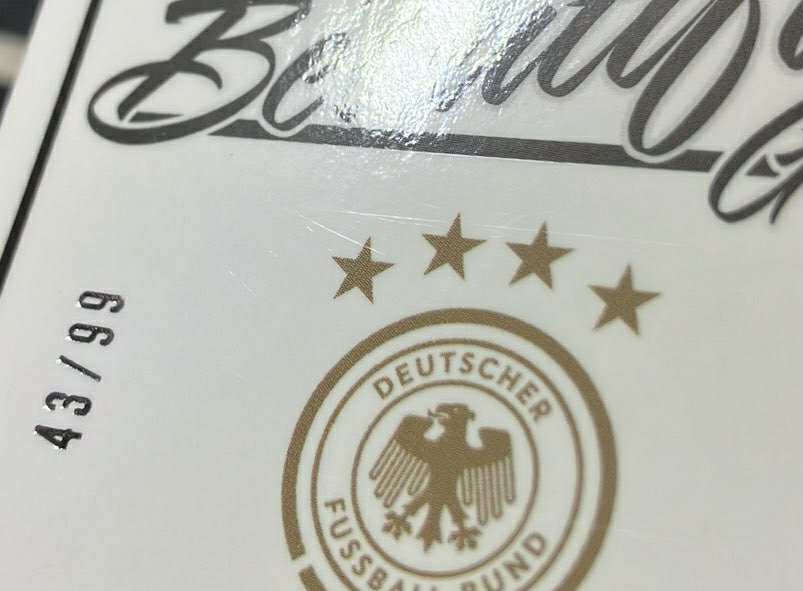 43/99
DEUTSCHER
FUSSBALL-BUND